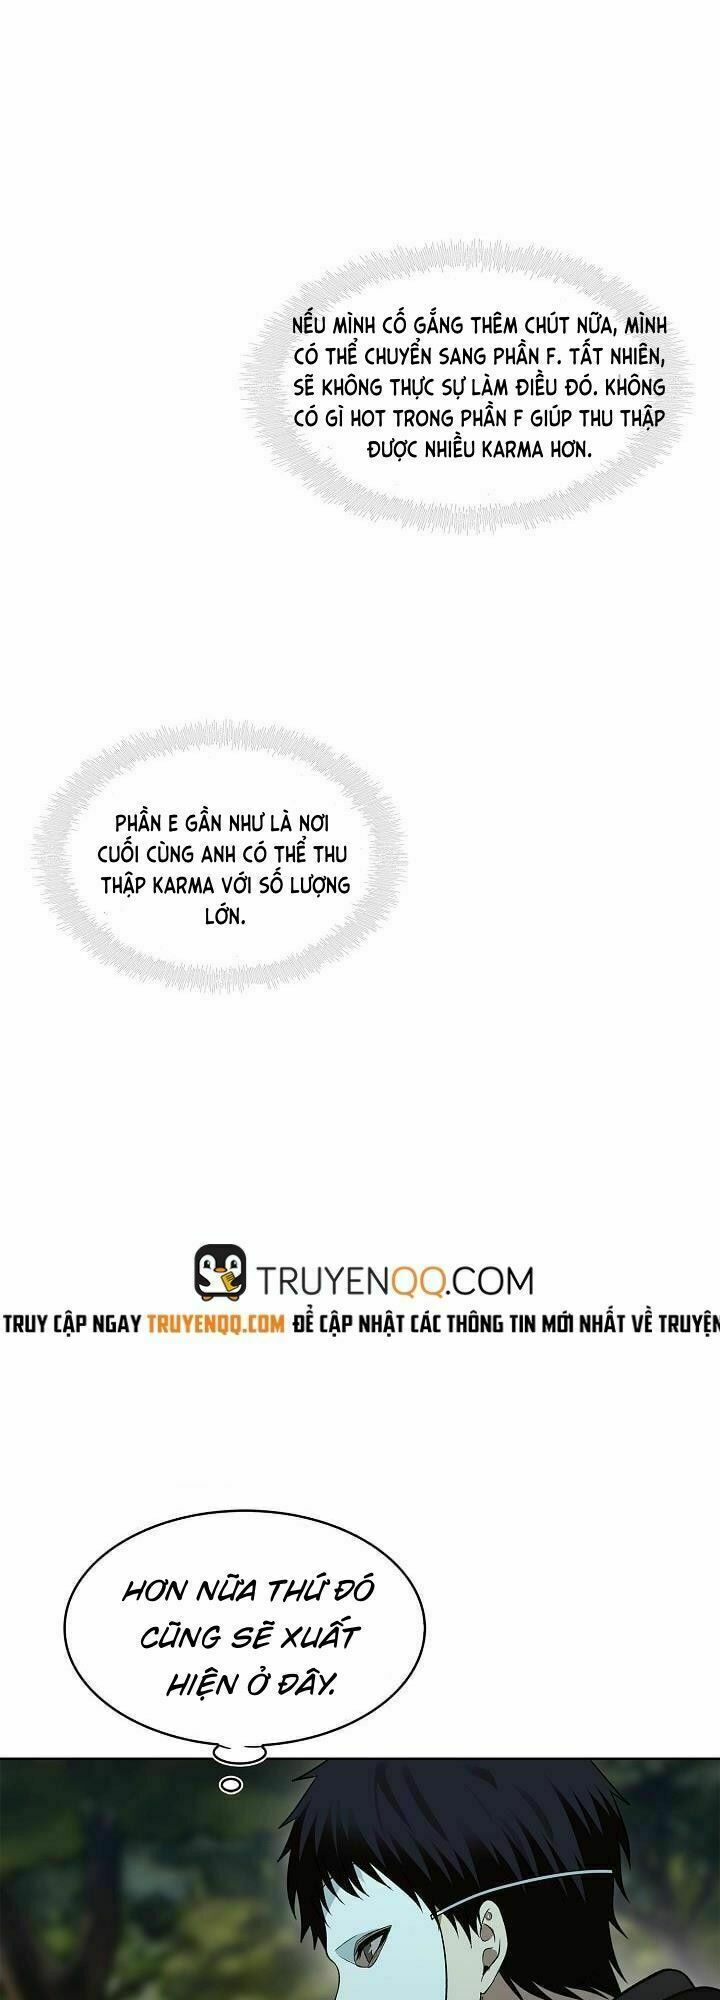 NẾU MÌNH CỐ GẮNG THÊM CHÚT NỮA, MÌNH
CÓ THỂ CHUYỂN SANG PHẦN F. TẤT NHIÊN,
SẼ KHÔNG THỰC SỰ LÀM ĐIỀU ĐÓ. KHÔNG
CÓ GÌ HOT TRONG PHẦN F GIÚP THU THẬP
ĐƯỢC NHIỀU KARMA HƠN.
PHẦN E GẦN NHƯ LÀ NƠI
CUỐI CÙNG ANH CÓ THỂ THU
THẬP KARMA VỚI SỐ LƯỢNG
LỚN.
TRUYENQQ.COM
TRUY CẬP NGAY TRUYENQQ.COM ĐỂ CẬP NHẬT CÁC THÔNG TIN MỚI NHẤT VỀ TRUYỆN
HƠN NỮA THỨ ĐÓ
CŨNG SẼ XUẤT
HIỆN Ở ĐÂY.